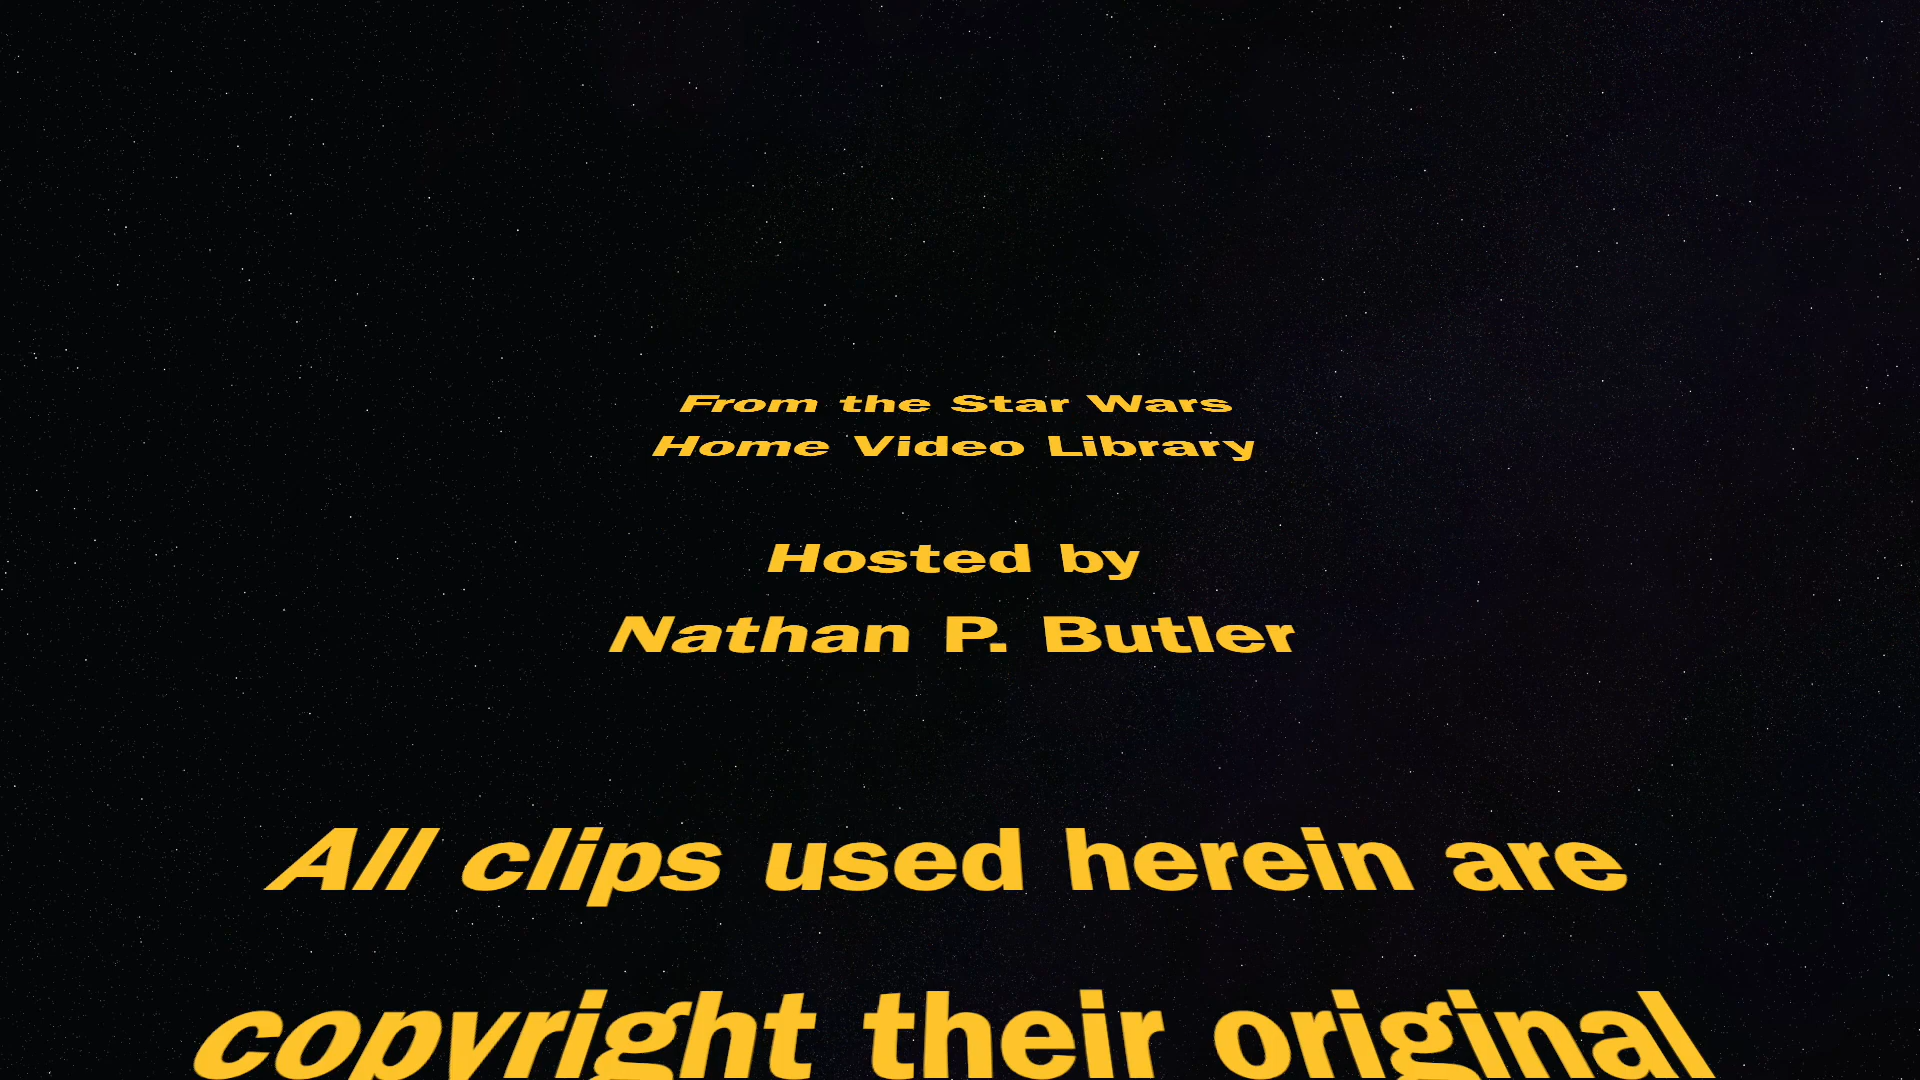 From the Star Wars
Home Video Library
Hosted by
Nathan P. Butler
All clips used herein are
copyright their original